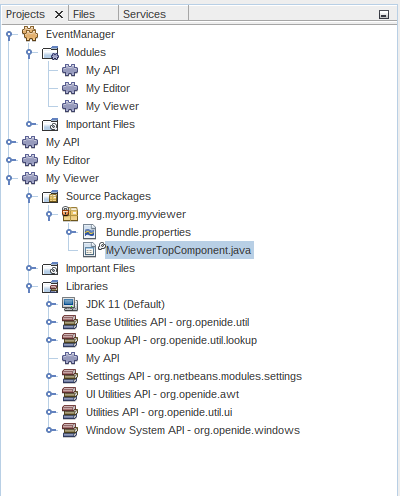 Projects Files Services
EventManager
Modules
My API
My Editor
My Viewer
Important Files
My API
My Editor
My Viewer
Source Packages
org.myorg.myviewer
Bundle.properties
MyViewerTopComponent.java
Important Files
Libraries
JDK 11 (Default)
Base Utilities API - org.openide.util
Lookup API - org.openide.util.lookup
My API
Settings API - org.netbeans.modules.settings
UI Utilities API - org.openide.awt
Utilities API - org.openide.util.ui
Window System API - org.openide.windows